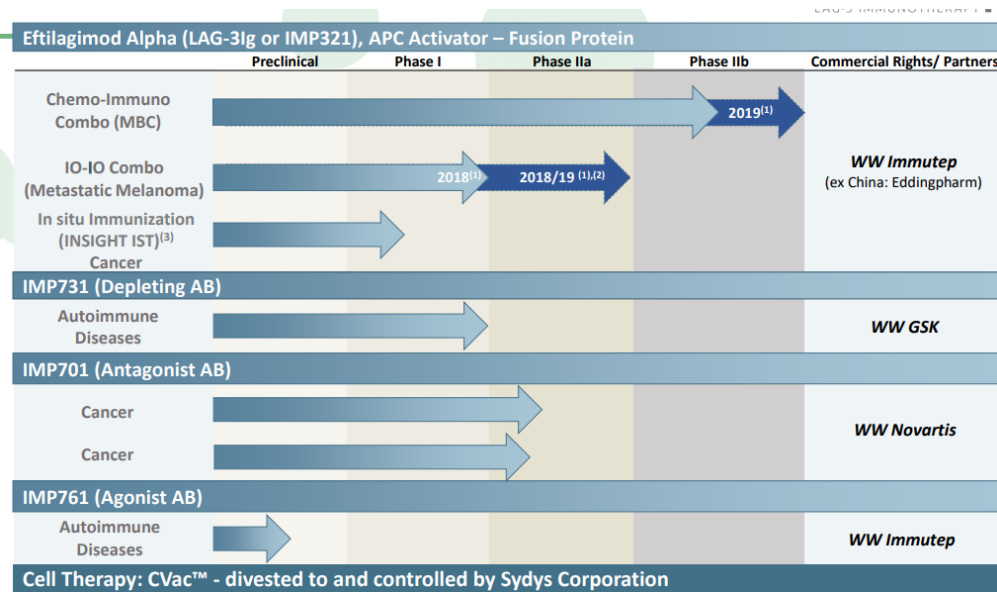 LAG-3 IMMUNOTHERAPY
Eftilagimod Alpha (LAG-3Ig or IMP321), APC Activator – Fusion Protein
Preclinical Phase I Phase IIa Phase IIb Commercial Rights/ Partners
Chemo-Immuno
Combo (MBC)
2019(1)
IO-IO Combo
(Metastatic Melanoma)
2018(1)
2018/19 (1),(2)
In situ Immunization
(INSIGHT IST)(3)
Cancer
WW Immutep
(ex China: Eddingpharm)
IMP731 (Depleting AB)
Autoimmune
Diseases
WW GSK
IMP701 (Antagonist AB)
Cancer
Cancer
WW Novartis
IMP761 (Agonist AB)
Autoimmune
Diseases
WW Immutep
Cell Therapy: CVac™ - divested to and controlled by Sydys Corporation